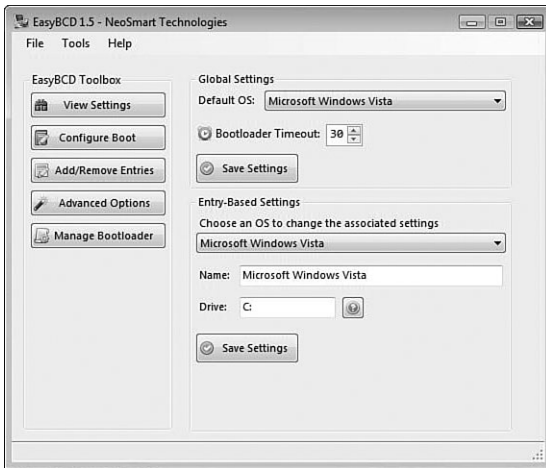 EasyBCD 1.5 - NeoSmart Technologies
File Tools Help
EasyBCD Toolbox
View Settings
Configure Boot
Add/Remove Entries
Advanced Options
Manage Bootloader
Global Settings
Default OS: Microsoft Windows Vista
Bootloader Timeout: 30
Save Settings
Entry-Based Settings
Choose an OS to change the associated settings
Microsoft Windows Vista
Name: Microsoft Windows Vista
Drive: C:
Save Settings